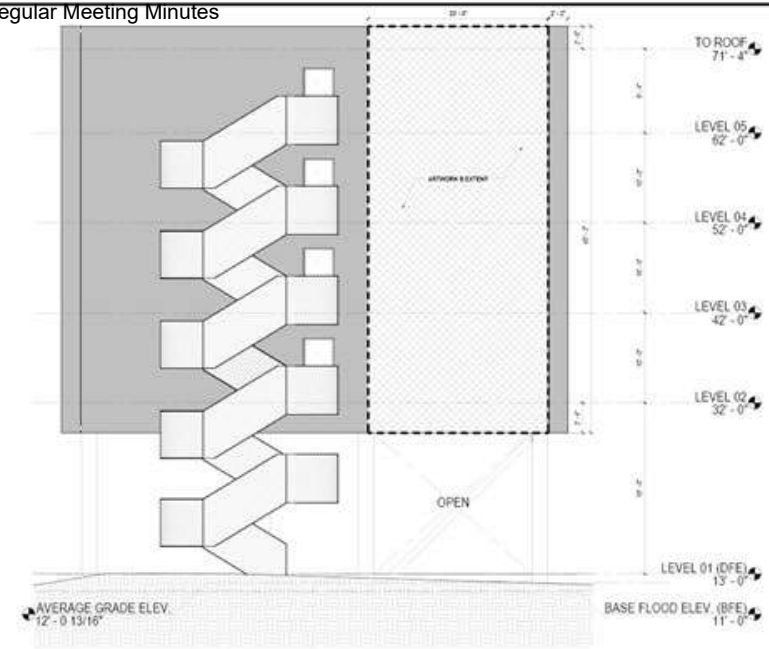 egular Meeting Minutes
TO ROOF
71' - 4"
LEVEL 05
62' - 0"
ARTWORK EXTENT
LEVEL 04
52' - 0"
LEVEL 03
42' - 0"
LEVEL 02
32' - 0"
OPEN
LEVEL 01 (DFE)
13' - 0"
AVERAGE GRADE ELEV.
12' - 0 13/16"
BASE FLOOD ELEV. (BFE)
11' - 0"